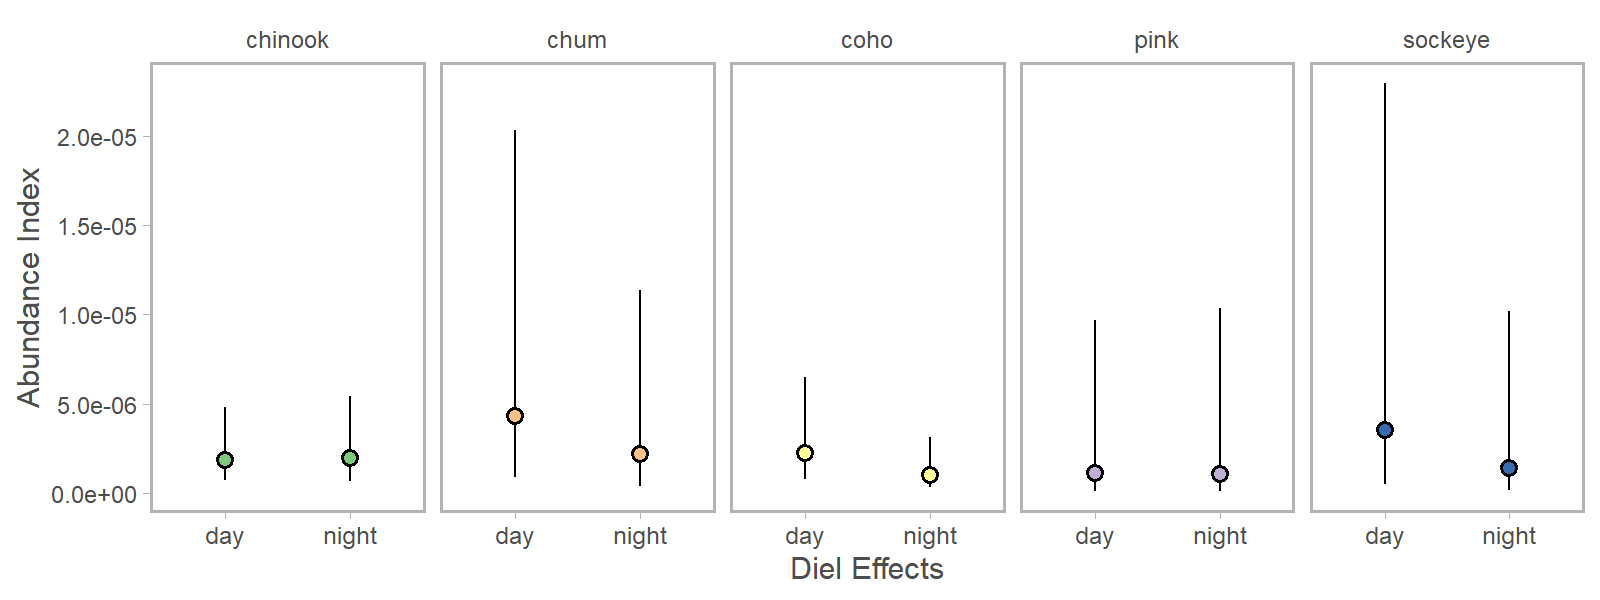 chinook chum coho pink sockeye
2.0e-05
1.5e-05
1.0e-05
5.0e-06
0.0e+00
Abundance Index
day night day night day night day night day night
Diel Effects